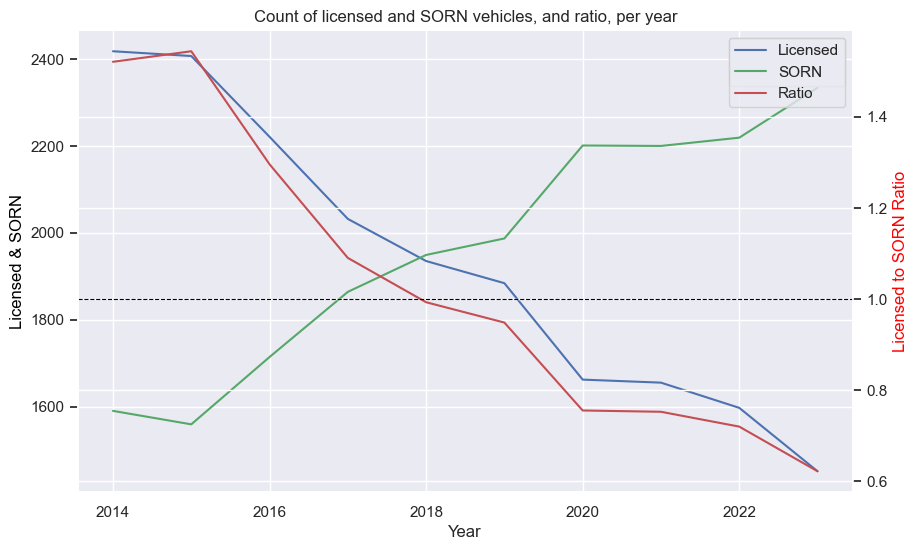 Count of licensed and SORN vehicles, and ratio, per year
Licensed
SORN
Ratio
2400
2200
2000
1800
1600
Licensed & SORN
1.4
1.2
1.0
0.8
0.6
Licensed to SORN Ratio
2014
2016
2018
2020
2022
Year